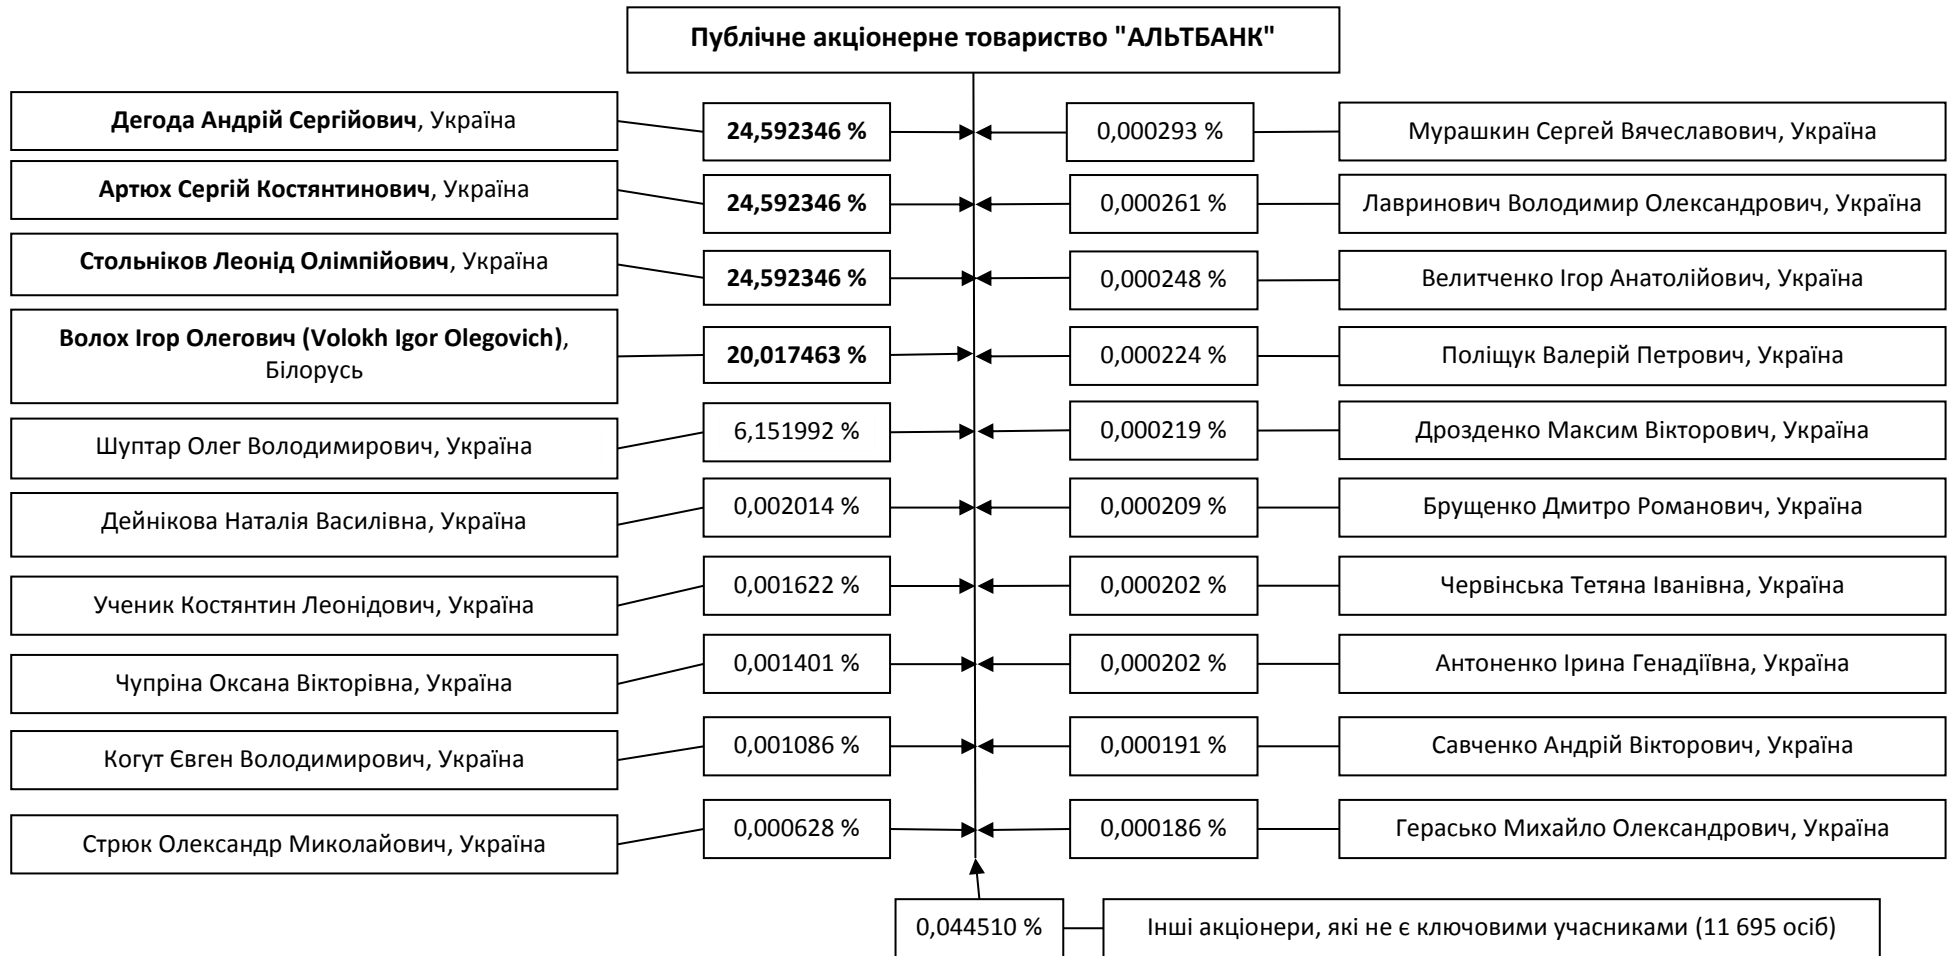 Публічне акціонерне товариство "АЛЬТБАНК"
Дегода Андрій Сергійович, Україна
24,592346 %
0,000293 %
Мурашкин Сергей Вячеславович, Україна
Артюх Сергій Костянтинович, Україна
24,592346 %
0,000261 %
Лавринович Володимир Олександрович, Україна
Стольніков Леонід Олімпійович, Україна
24,592346 %
0,000248 %
Велитченко Ігор Анатолійович, Україна
Волох Ігор Олегович (Volokh Igor Olegovich),
Білорусь
20,017463 %
0,000224 %
Поліщук Валерій Петрович, Україна
Шуптар Олег Володимирович, Україна
6,151992 %
0,000219 %
Дрозденко Максим Вікторович, Україна
Дейнікова Наталія Василівна, Україна
0,002014 %
0,000209 %
Брущенко Дмитро Романович, Україна
Ученик Костянтин Леонідович, Україна
0,001622 %
0,000202 %
Червінська Тетяна Іванівна, Україна
Чупріна Оксана Вікторівна, Україна
0,001401 %
0,000202 %
Антоненко Ірина Генадіївна, Україна
Когут Євген Володимирович, Україна
0,001086 %
0,000191 %
Савченко Андрій Вікторович, Україна
Стрюк Олександр Миколайович, Україна
0,000628 %
0,000186 %
Герасько Михайло Олександрович, Україна
0,044510 %
Інші акціонери, які не є ключовими учасниками (11 695 осіб)